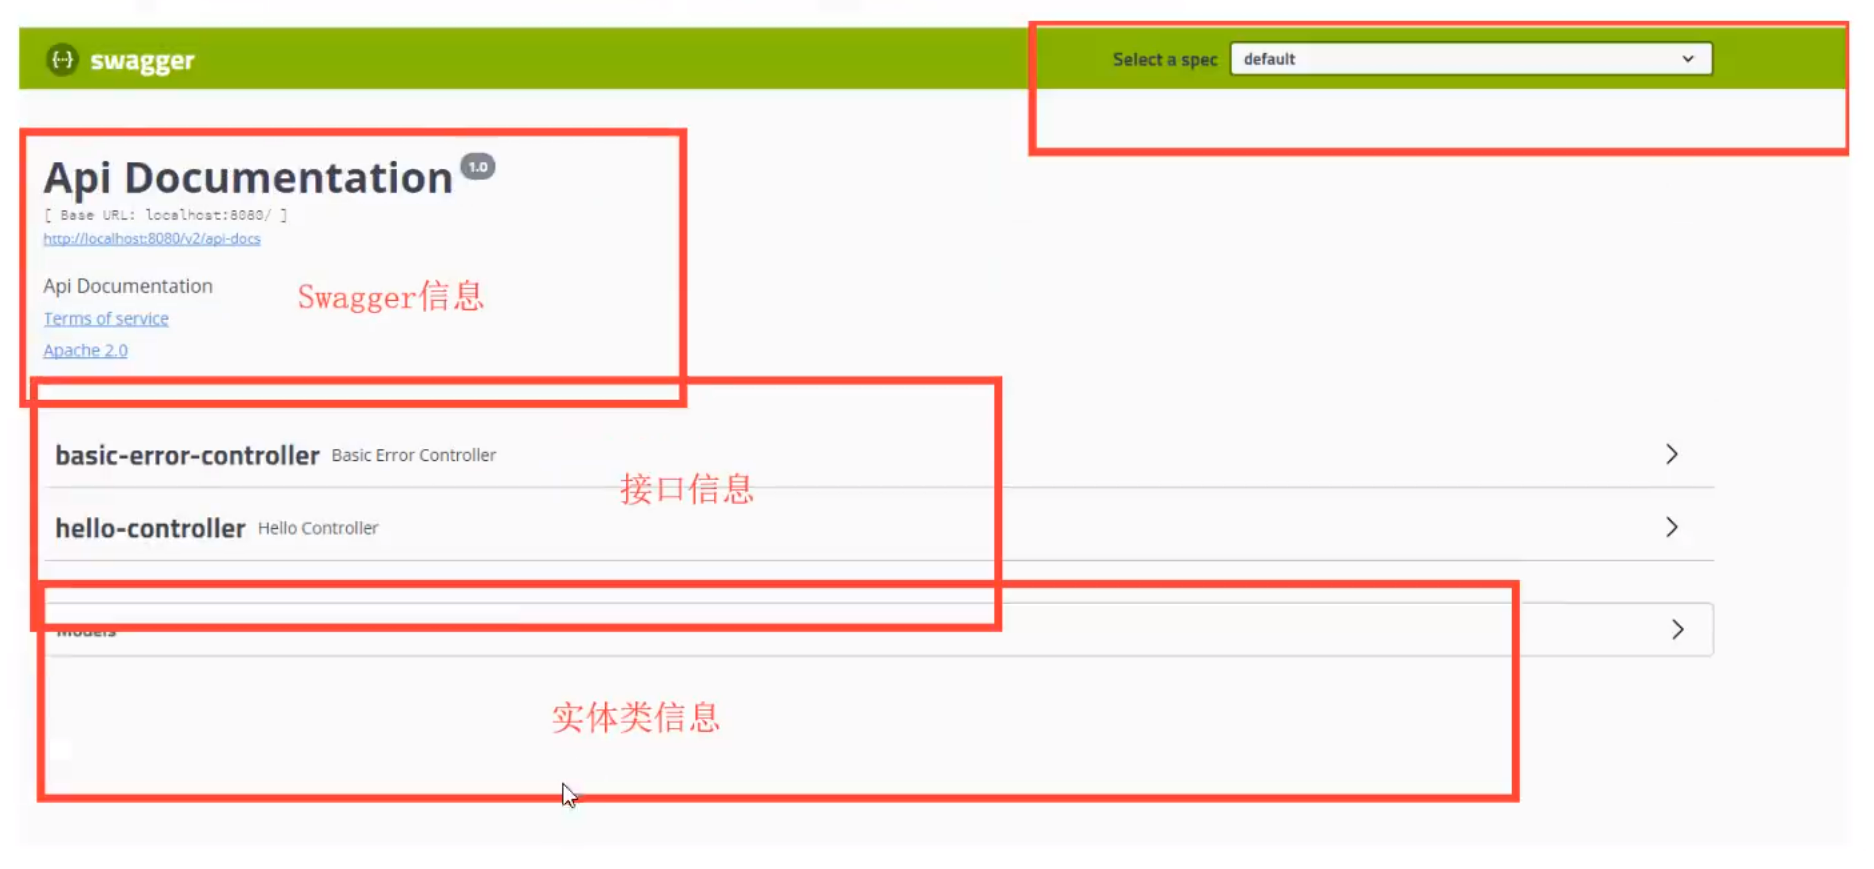 swagger
Select a spec default
Api Documentation 1.0
[ Base URL: localhost:8080/ ]
http://localhost:8080/v2/api-docs
Api Documentation
Swagger信息
Terms of service
Apache 2.0
basic-error-controller Basic Error Controller
接口信息
hello-controller Hello Controller
Models
实体类信息